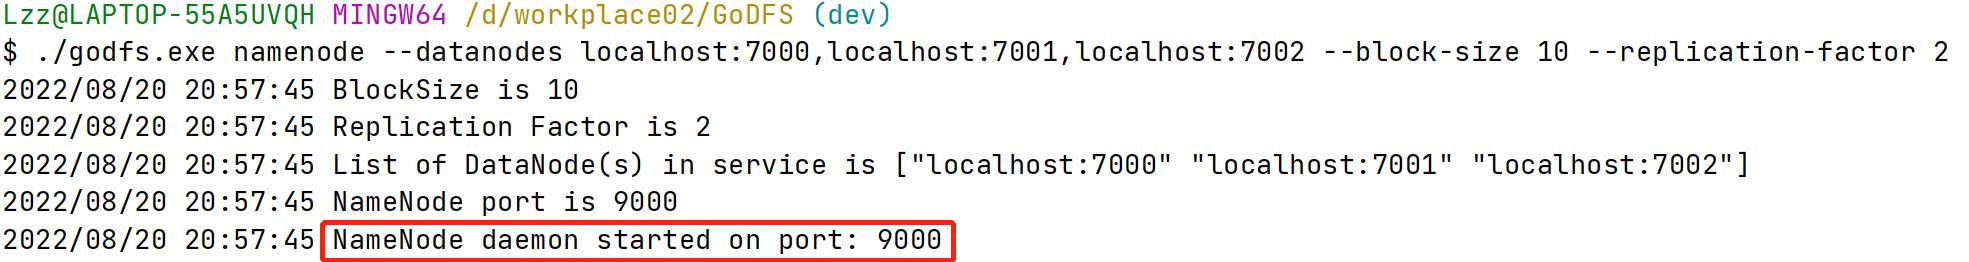 Lzz@LAPTOP-55A5UVQH MINGW64 /d/workplace02/GoDFS (dev)
$ ./godfs.exe namenode --datanodes localhost:7000,localhost:7001,localhost:7002 --block-size 10 --replication-factor 2
2022/08/20 20:57:45 BlockSize is 10
2022/08/20 20:57:45 Replication Factor is 2
2022/08/20 20:57:45 List of DataNode(s) in service is ["localhost:7000" "localhost:7001" "localhost:7002"]
2022/08/20 20:57:45 NameNode port is 9000
2022/08/20 20:57:45 NameNode daemon started on port: 9000